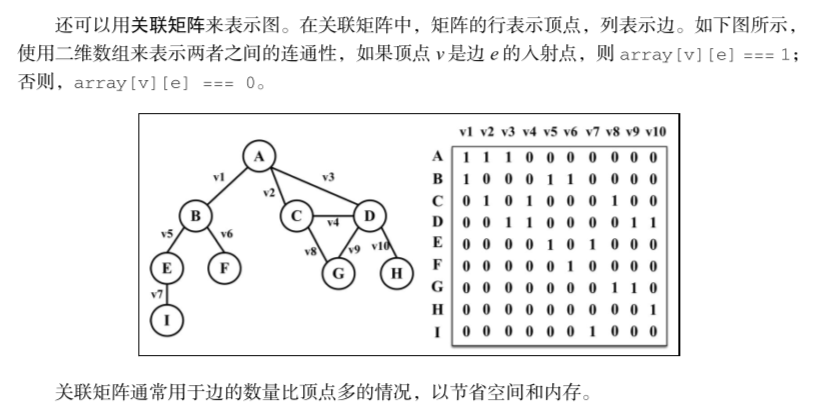 还可以用关联矩阵来表示图。在关联矩阵中，矩阵的行表示顶点，列表示边。如下图所示，
使用二维数组来表示两者之间的连通性，如果顶点 v 是边 e 的入射点，则 array[v][e] === 1；
否则，array[v][e] === 0。
v1 v2 v3 v4 v5 v6 v7 v8 v9 v10
A 1 1 1 0 0 0 0 0 0 0
B 1 0 0 0 1 1 0 0 0 0
C 0 1 0 1 0 0 0 1 0 0
D 0 0 1 1 0 0 0 0 1 1
E 0 0 0 0 1 0 1 0 0 0
F 0 0 0 0 0 1 0 0 0 0
G 0 0 0 0 0 0 0 1 1 0
H 0 0 0 0 0 0 0 0 0 1
I 0 0 0 0 0 0 1 0 0 0
A
v1
v2
v3
B
C
v4
D
v5
v6
v8
v9
v10
E
F
G
H
v7
I
关联矩阵通常用于边的数量比顶点多的情况，以节省空间和内存。